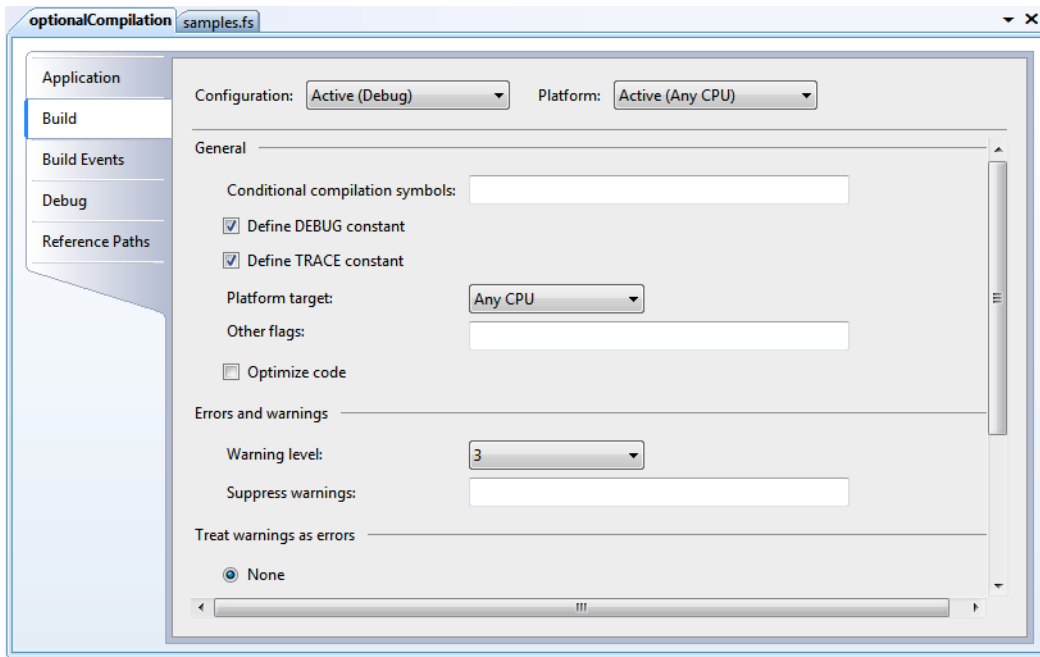 optionalCompilation samples.fs
Application
Build
Build Events
Debug
Reference Paths
Configuration: Active (Debug) Platform: Active (Any CPU)
General
Conditional compilation symbols:
Define DEBUG constant
Define TRACE constant
Platform target: Any CPU
Other flags:
Optimize code
Errors and warnings
Warning level: 3
Suppress warnings:
Treat warnings as errors
None